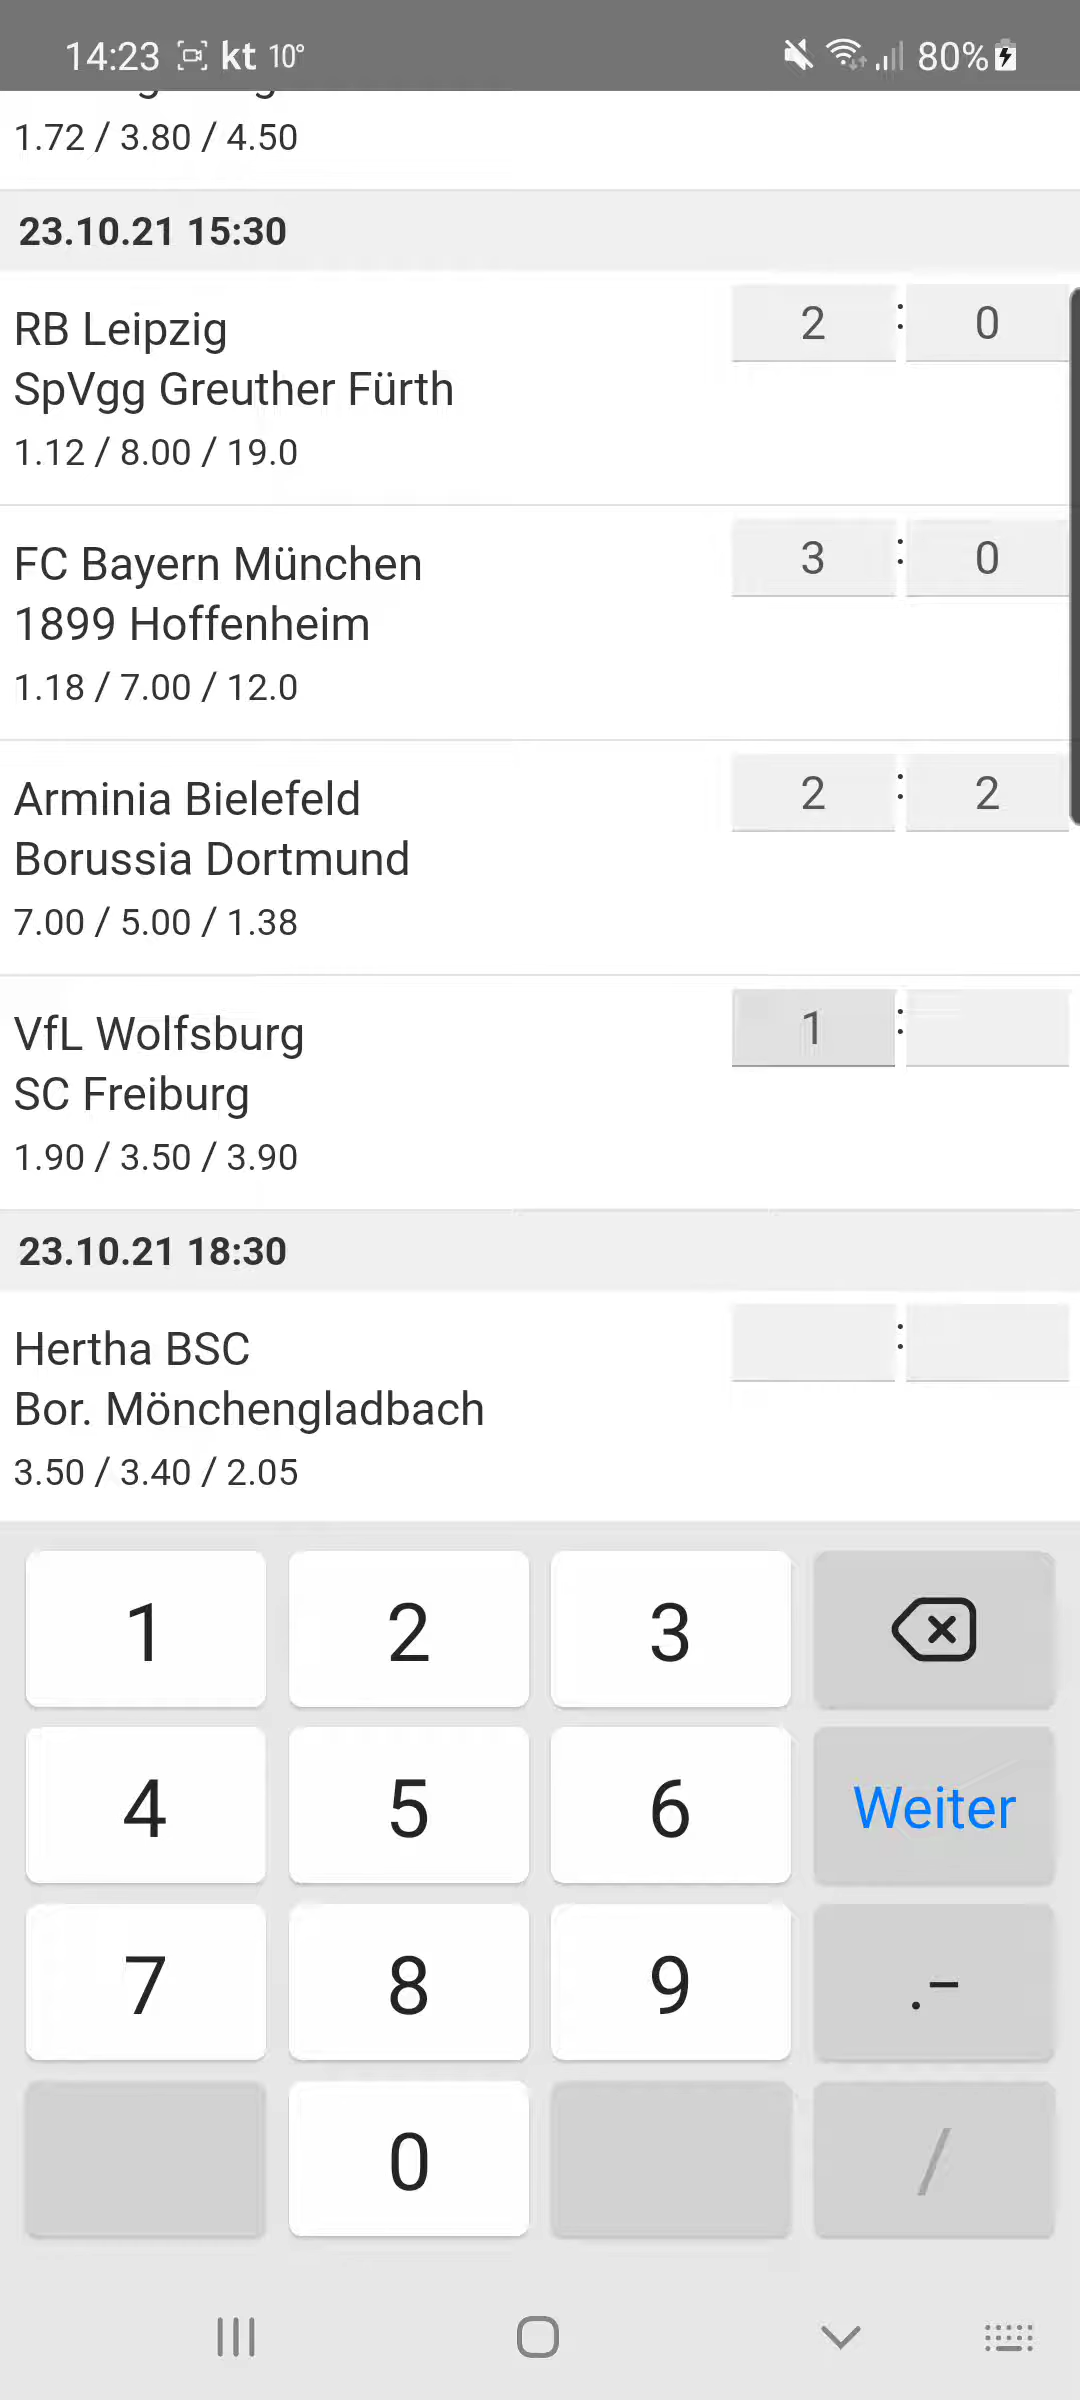 14:23 kt 10° 80%
1.72 / 3.80 / 4.50
23.10.21 15:30
RB Leipzig 2 : 0
SpVgg Greuther Fürth
1.12 / 8.00 / 19.0
FC Bayern München 3 : 0
1899 Hoffenheim
1.18 / 7.00 / 12.0
Arminia Bielefeld 2 : 2
Borussia Dortmund
7.00 / 5.00 / 1.38
VfL Wolfsburg 1 :
SC Freiburg
1.90 / 3.50 / 3.90
23.10.21 18:30
Hertha BSC :
Bor. Mönchengladbach
3.50 / 3.40 / 2.05
1 2 3
4 5 6 Weiter
7 8 9 .-
0 /